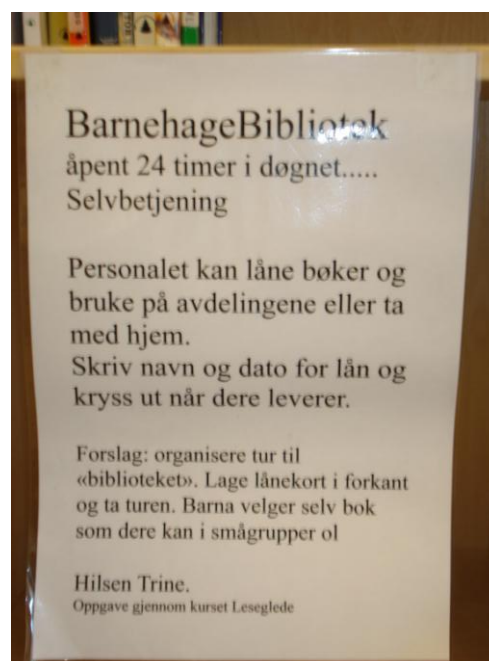 BarnehageBibliotek
åpent 24 timer i døgnet.....
Selvbetjening
Personalet kan låne bøker og
bruke på avdelingene eller ta
med hjem.
Skriv navn og dato for lån og
kryss ut når dere leverer.
Forslag: organisere tur til
«biblioteket». Lage lånekort i forkant
og ta turen. Barna velger selv bok
som dere kan i smågrupper ol
Hilsen Trine.
Oppgave gjennom kurset Leseglede